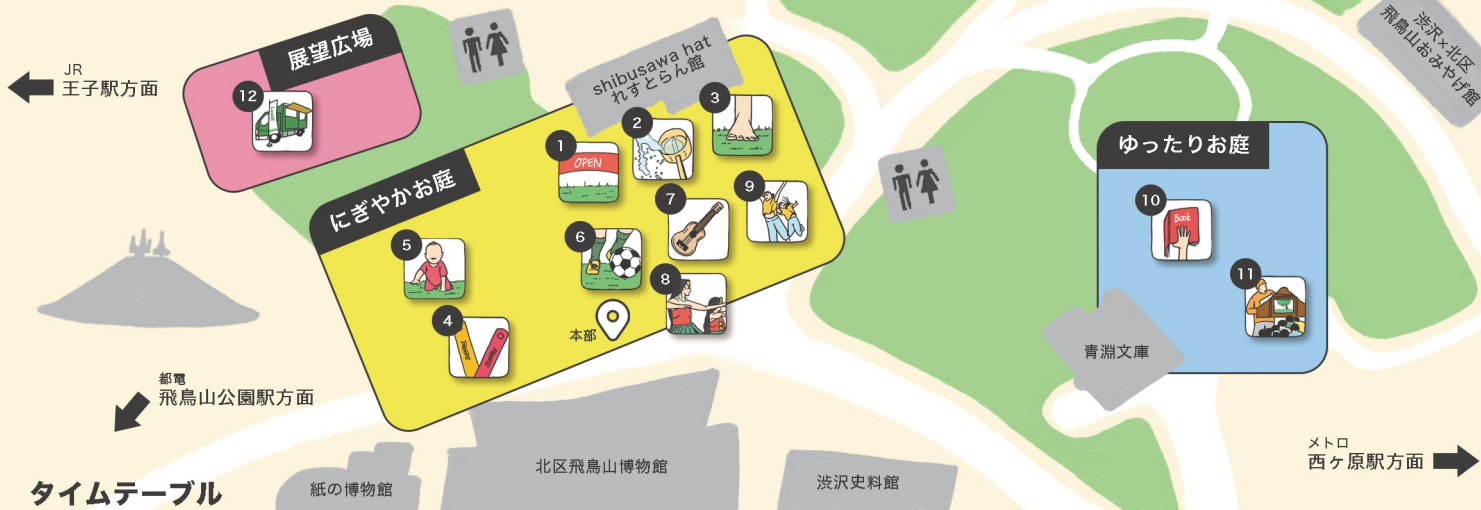 展望広場
JR
王子駅方面
12
shibusawa hat
れすとらん館
渋沢×北区
飛鳥山おみやげ館
にぎやかお庭
1
OPEN
2
3
ゆったりお庭
5
6
7
9
10
Book
4
8
11
本部
青淵文庫
都電
飛鳥山公園駅方面
メトロ
西ヶ原駅方面
タイムテーブル
紙の博物館
北区飛鳥山博物館
渋沢史料館